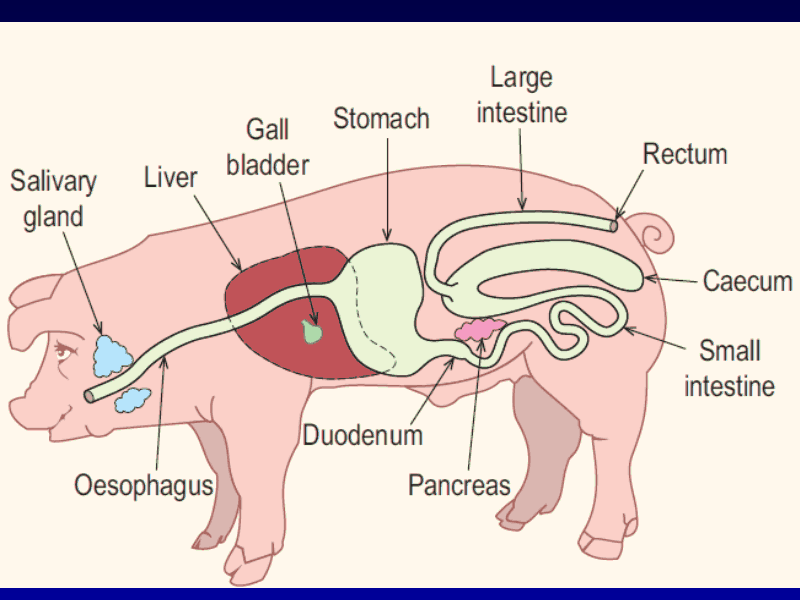 Large
intestine
Gall
bladder
Stomach
Rectum
Salivary
gland
Liver
Caecum
Small
intestine
Duodenum
Oesophagus
Pancreas